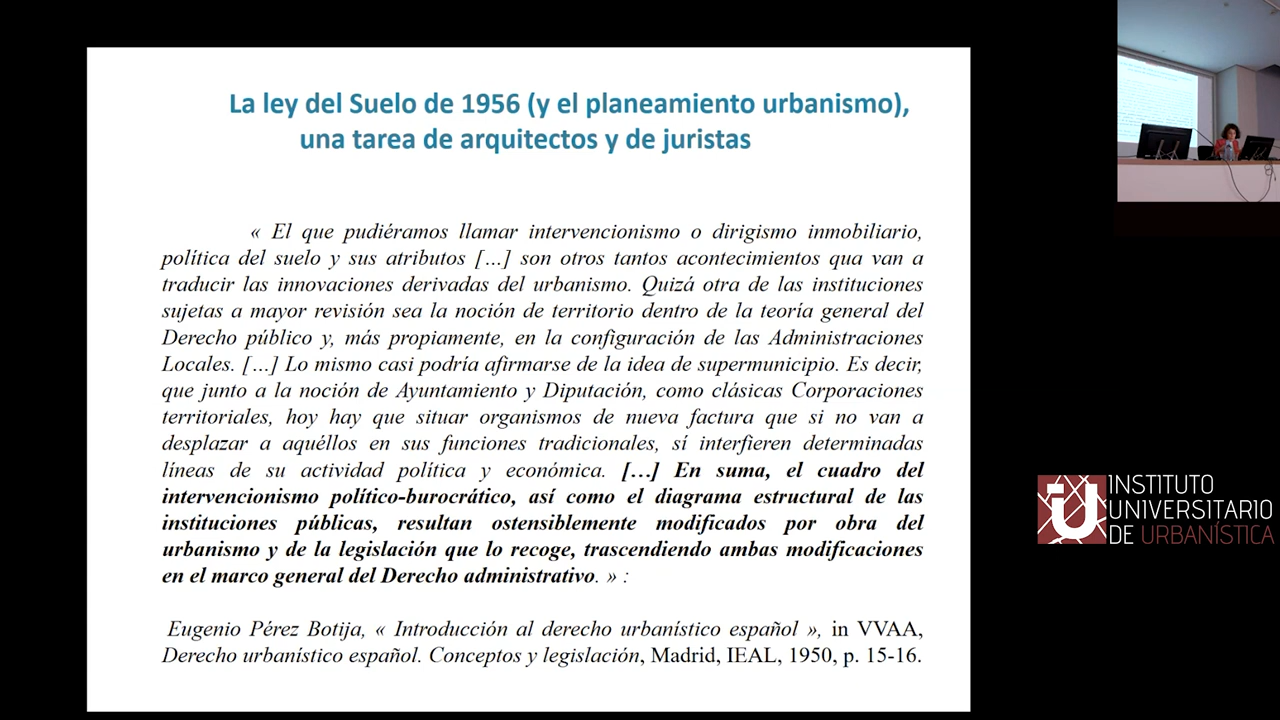 La ley del Suelo de 1956 (y el planeamiento urbanismo),
una tarea de arquitectos y de juristas
« El que pudiéramos llamar intervencionismo o dirigismo inmobiliario,
política del suelo y sus atributos […] son otros tantos acontecimientos qua van a
traducir las innovaciones derivadas del urbanismo. Quizá otra de las instituciones
sujetas a mayor revisión sea la noción de territorio dentro de la teoría general del
Derecho público y, más propiamente, en la configuración de las Administraciones
Locales. […] Lo mismo casi podría afirmarse de la idea de supermunicipio. Es decir,
que junto a la noción de Ayuntamiento y Diputación, como clásicas Corporaciones
territoriales, hoy hay que situar organismos de nueva factura que si no van a
desplazar a aquéllos en sus funciones tradicionales, sí interfieren determinadas
líneas de su actividad política y económica. […] En suma, el cuadro del
intervencionismo político-burocrático, así como el diagrama estructural de las
instituciones públicas, resultan ostensiblemente modificados por obra del
urbanismo y de la legislación que lo recoge, trascendiendo ambas modificaciones
en el marco general del Derecho administrativo. » :
Eugenio Pérez Botija, « Introducción al derecho urbanístico español », in VVAA,
Derecho urbanístico español. Conceptos y legislación, Madrid, IEAL, 1950, p. 15-16.
INSTITUTO
UNIVERSITARIO
DE URBANÍSTICA